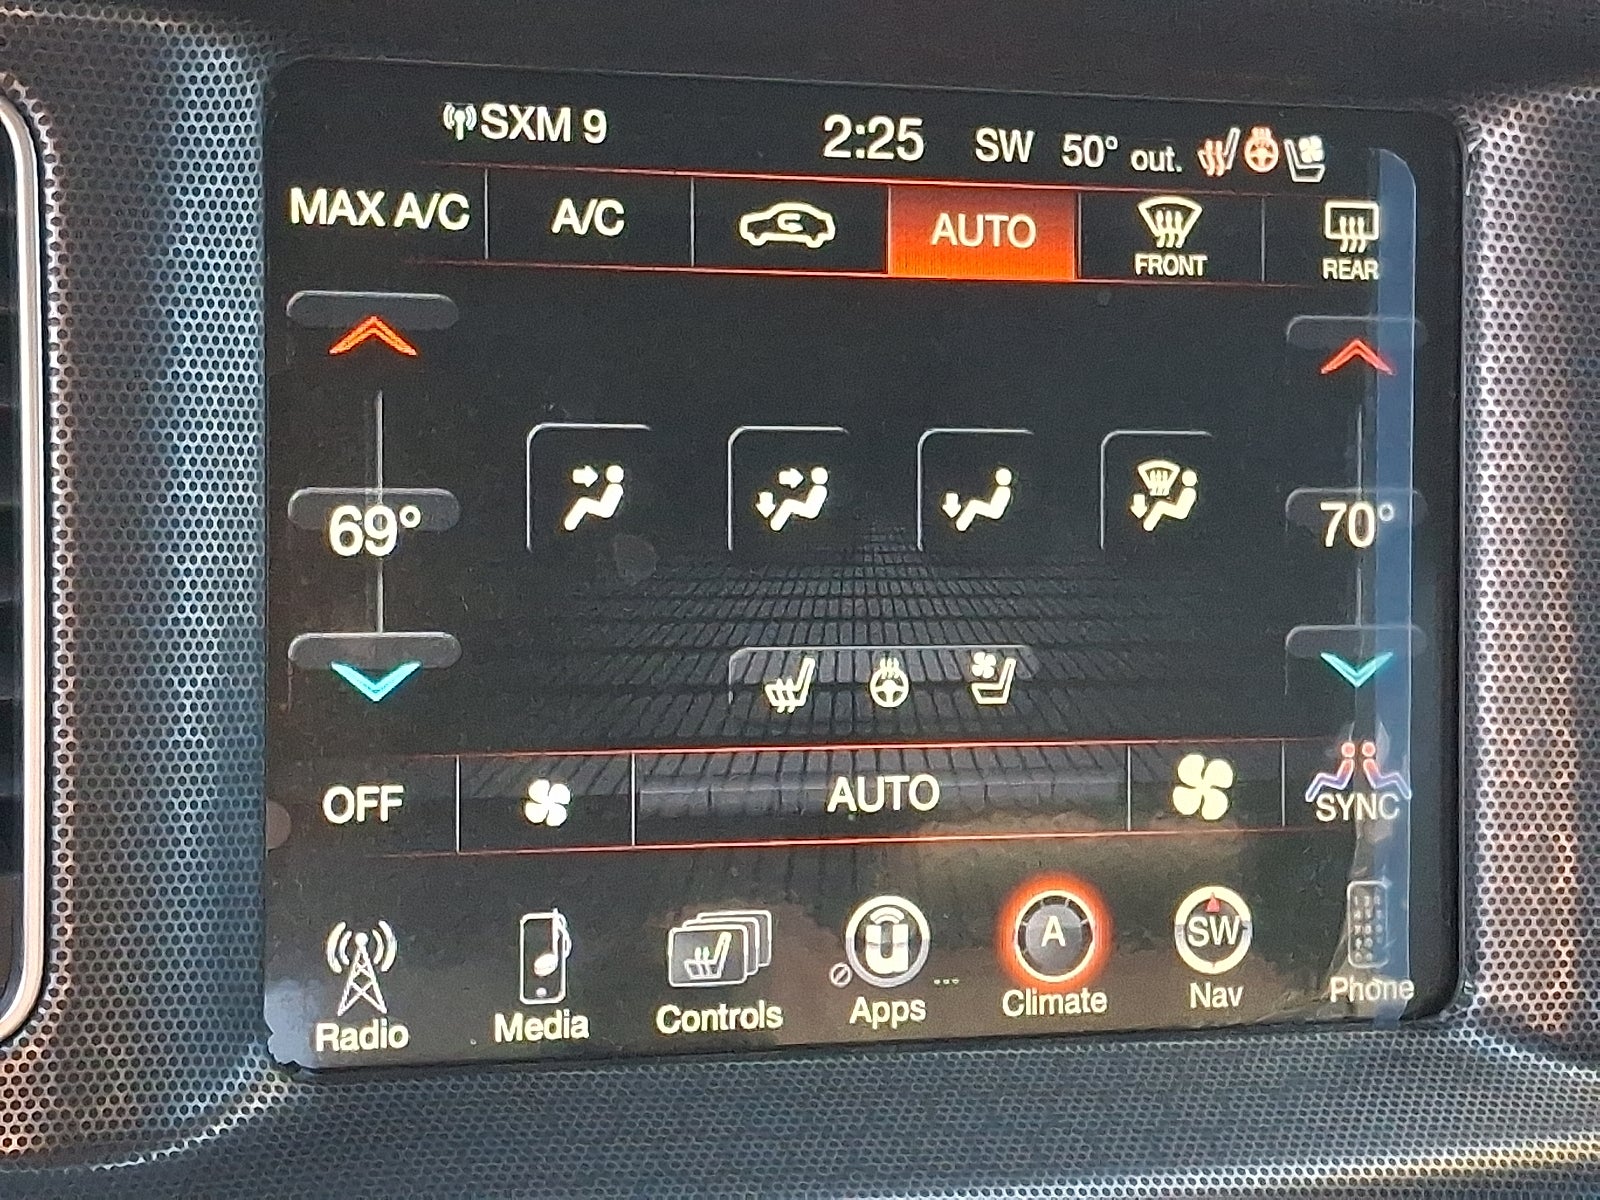 SXM 9 2:25 SW 50° out.
MAX A/C A/C AUTO FRONT REAR
69° 70°
OFF AUTO SYNC
A SW
Radio Media Controls Apps Climate Nav Phone